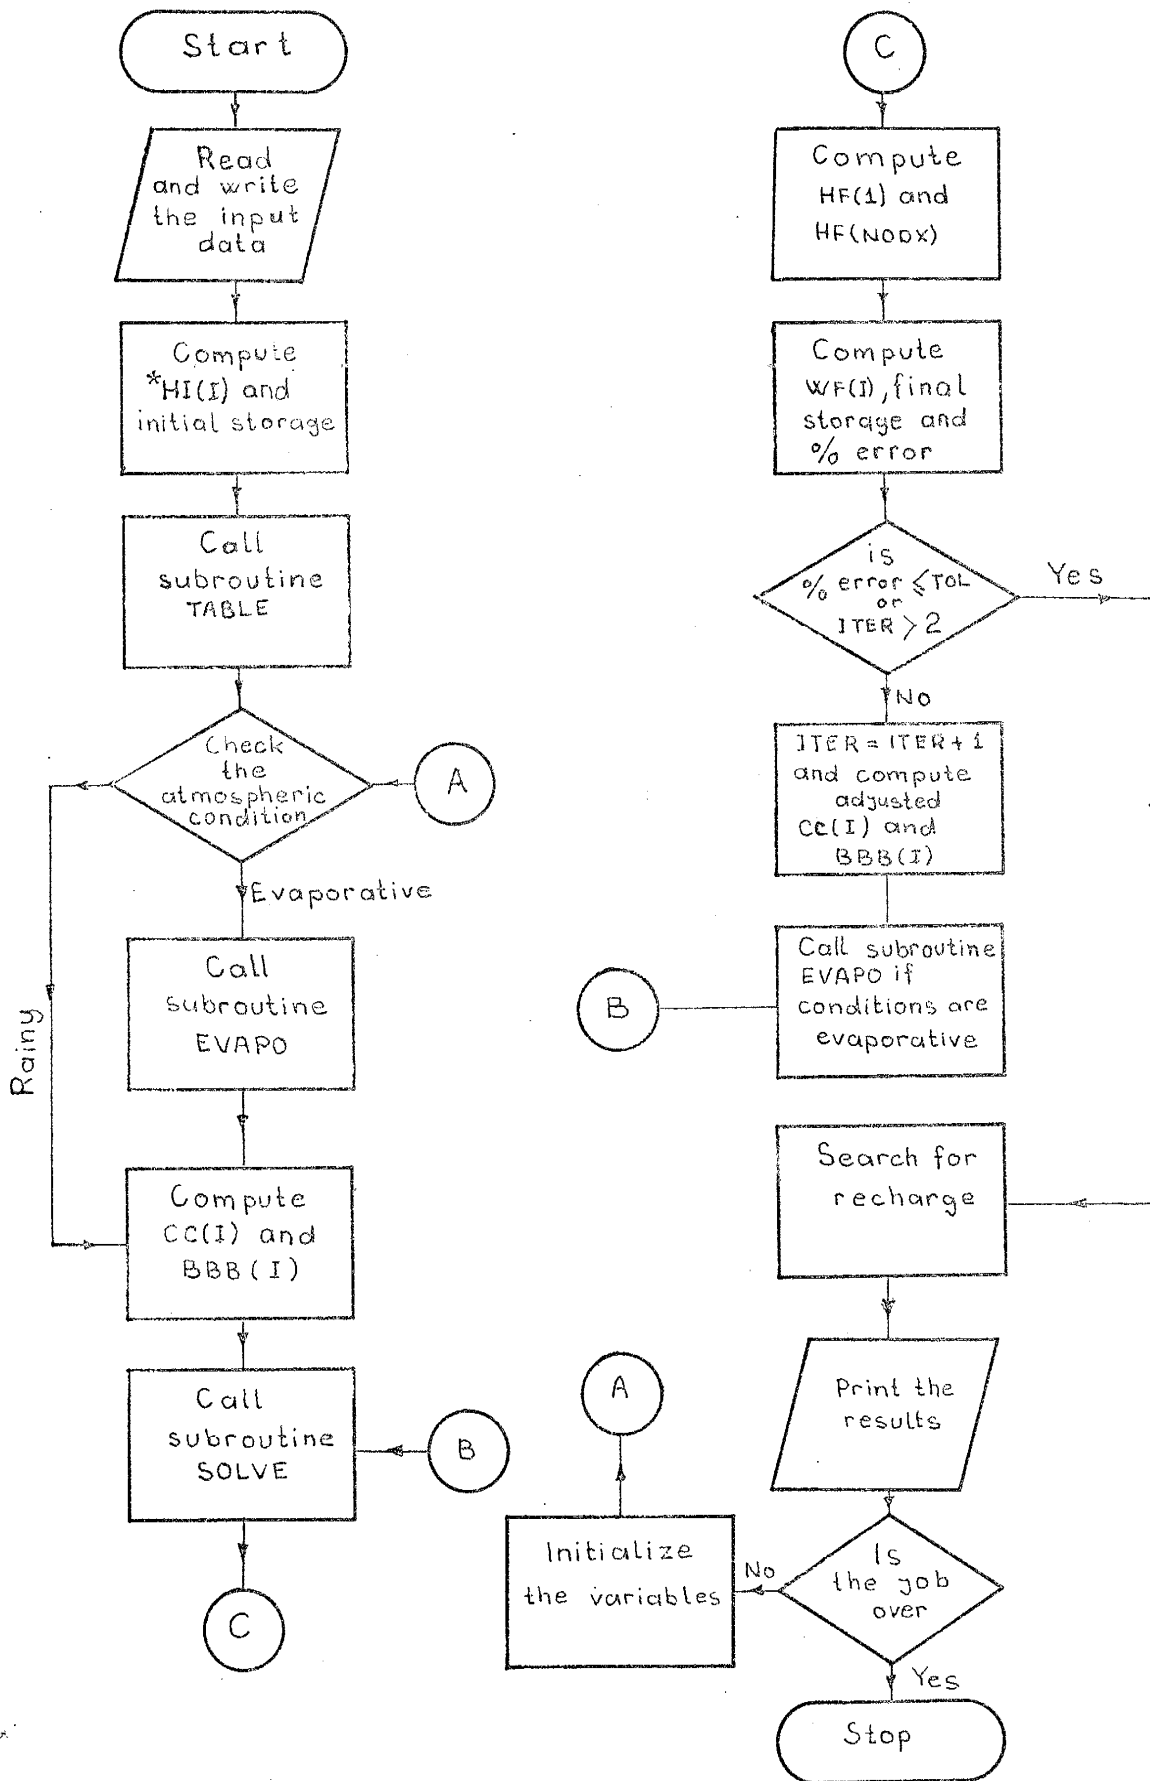 Start
Read
and write
the input
data
Compute
*HI(I) and
initial storage
Call
subroutine
TABLE
Check
the
atmospheric
condition
A
Evaporative
Rainy
Call
subroutine
EVAPO
Compute
CC(I) and
BBB(I)
Call
subroutine
SOLVE
B
C
C
Compute
HF(1) and
HF(NODX)
Compute
WF(I), final
storage and
% error
is
% error ≤ TOL
or
ITER > 2
Yes
No
ITER = ITER + 1
and compute
adjusted
CC(I) and
BBB(I)
Call subroutine
EVAPO if
conditions are
evaporative
B
Search for
recharge
Print the
results
A
Initialize
the variables
No
Is
the job
over
Yes
Stop